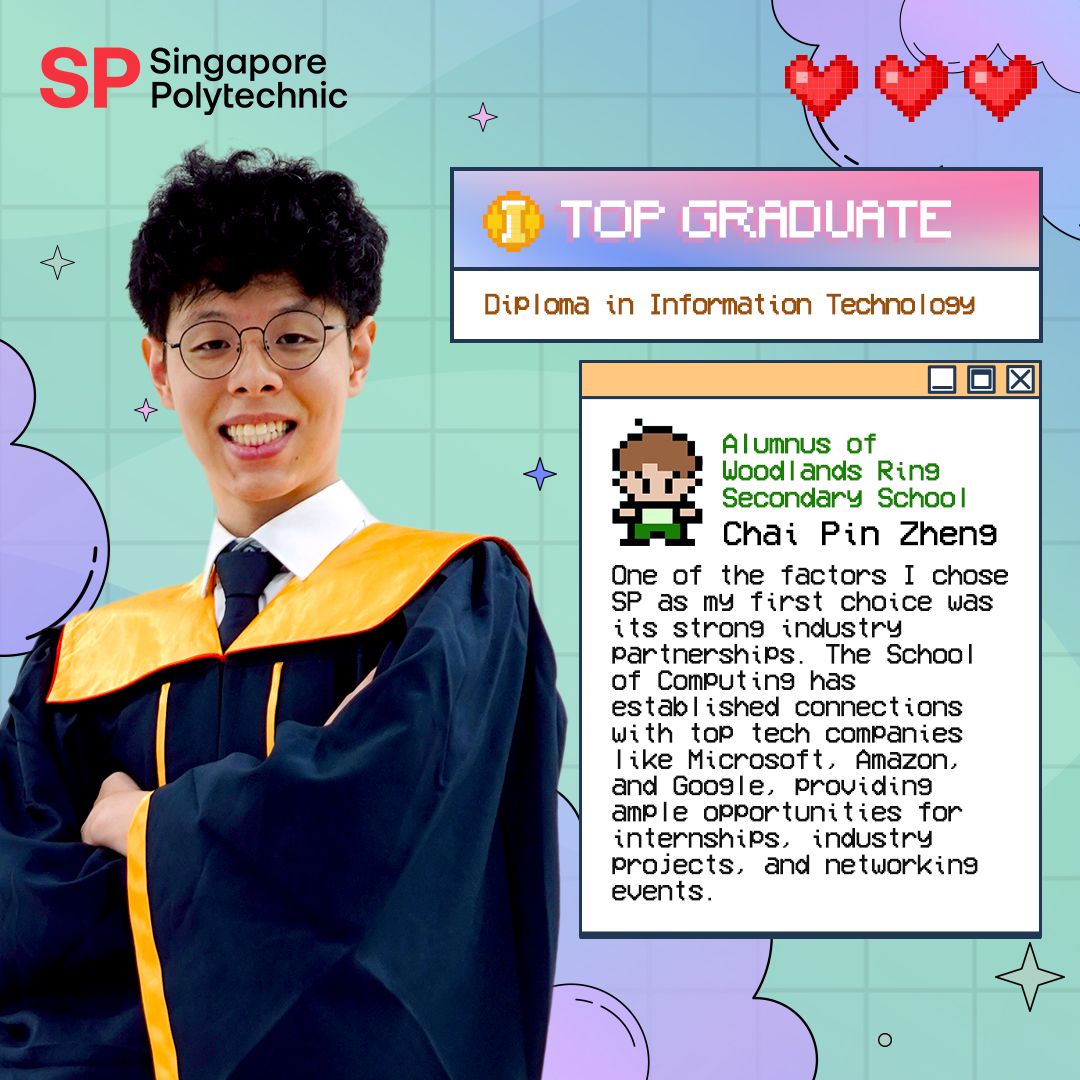 SP Singapore
Polytechnic
TOP GRADUATE
Diploma in Information Technology
Alumnus of
Woodlands Ring
Secondary School
Chai Pin Zheng
One of the factors I chose
SP as my first choice was
its strong industry
partnerships. The School
of Computing has
established connections
with top tech companies
like Microsoft, Amazon,
and Google, providing
ample opportunities for
internships, industry
projects, and networking
events.